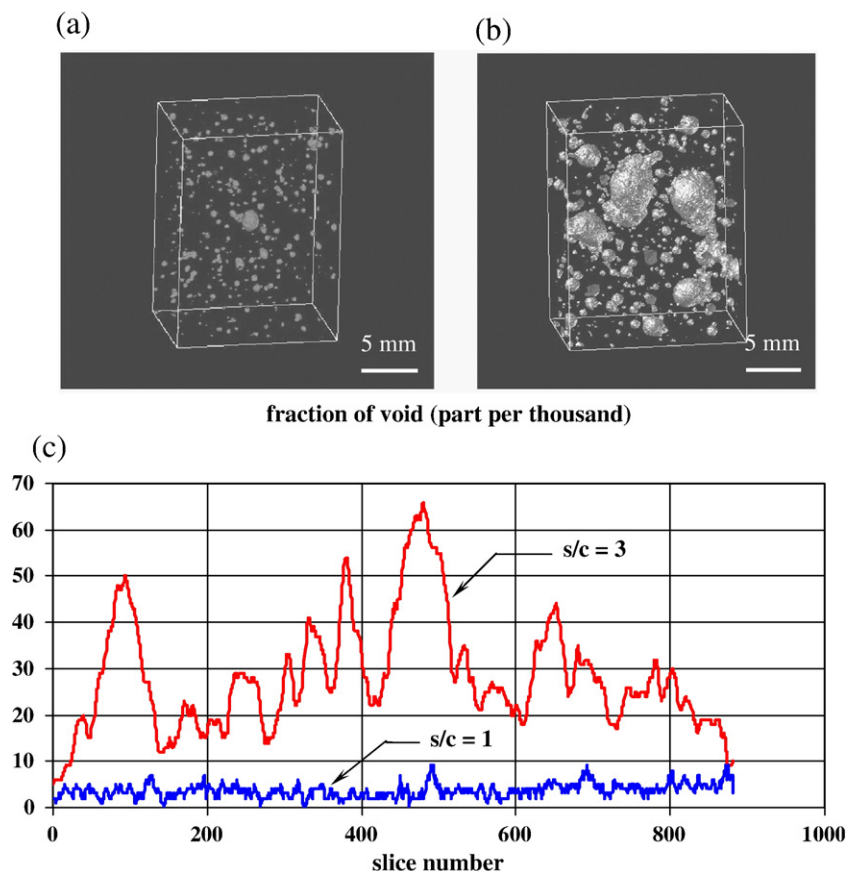 (a)
(b)
5 mm
5 mm
fraction of void (part per thousand)
(c)
70
60
50
40
30
20
10
0
s/c = 3
s/c = 1
0 200 400 600 800 1000
slice number